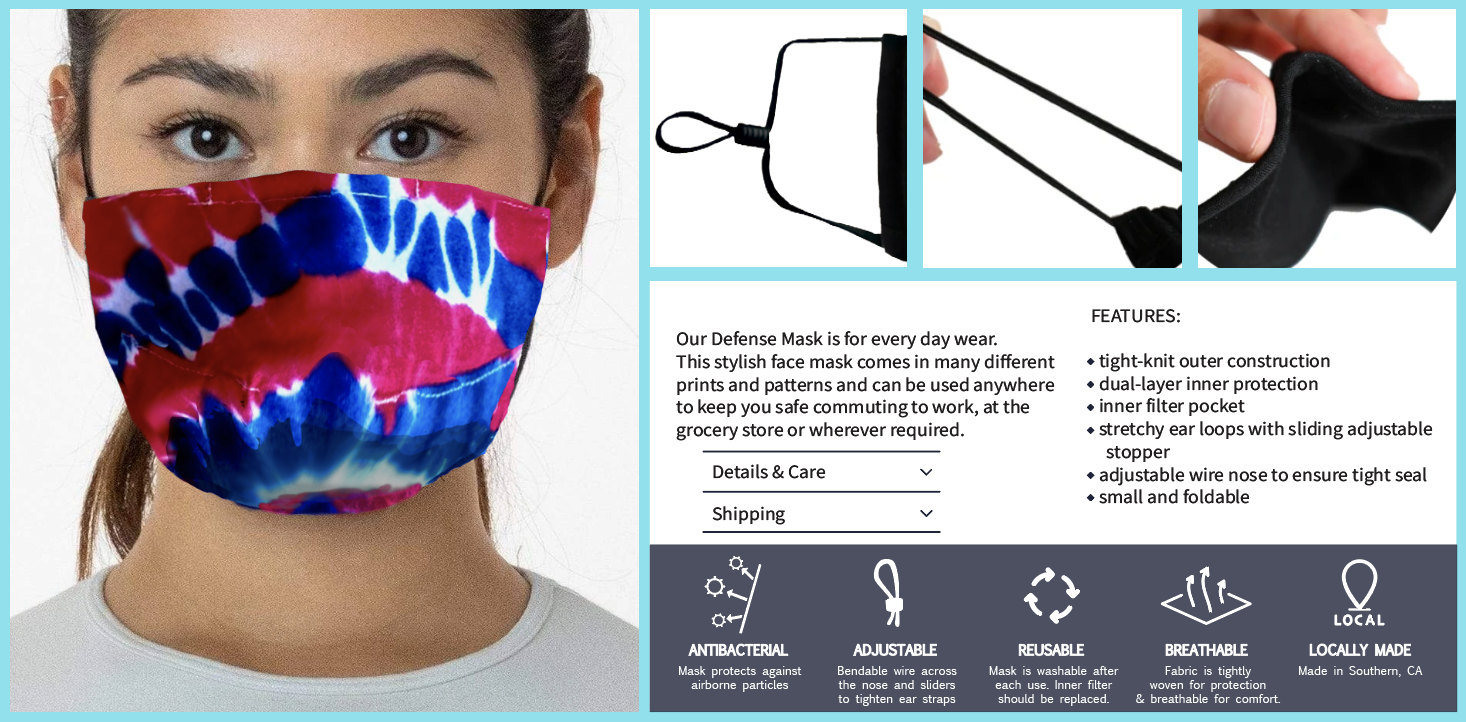 Our Defense Mask is for every day wear.
This stylish face mask comes in many different
prints and patterns and can be used anywhere
to keep you safe commuting to work, at the
grocery store or wherever required.
Details & Care
Shipping
FEATURES:
tight-knit outer construction
dual-layer inner protection
inner filter pocket
stretchy ear loops with sliding adjustable
stopper
adjustable wire nose to ensure tight seal
small and foldable
ANTIBACTERIAL
Mask protects against
airborne particles
ADJUSTABLE
Bendable wire across
the nose and sliders
to tighten ear straps
REUSABLE
Mask is washable after
each use. Inner filter
should be replaced.
BREATHABLE
Fabric is tightly
woven for protection
& breathable for comfort.
LOCAL
LOCALLY MADE
Made in Southern, CA